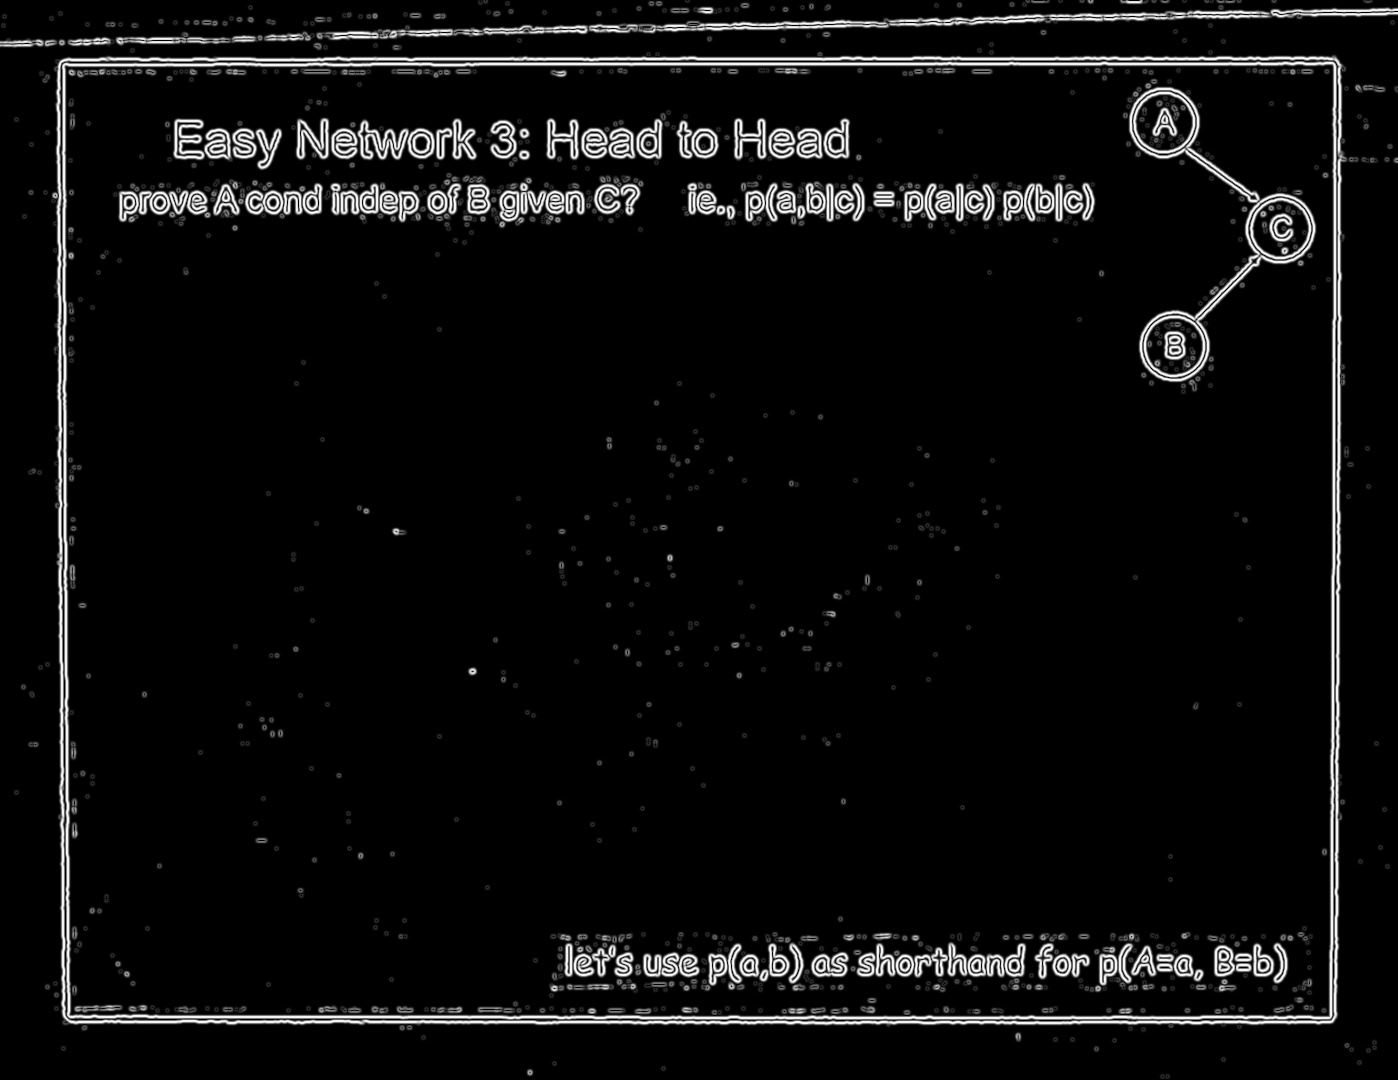 Easy Network 3: Head to Head
prove A cond indep of B given C? ie., p(a,b|c) = p(a|c) p(b|c)
A
C
B
let's use p(a,b) as shorthand for p(A=a, B=b)